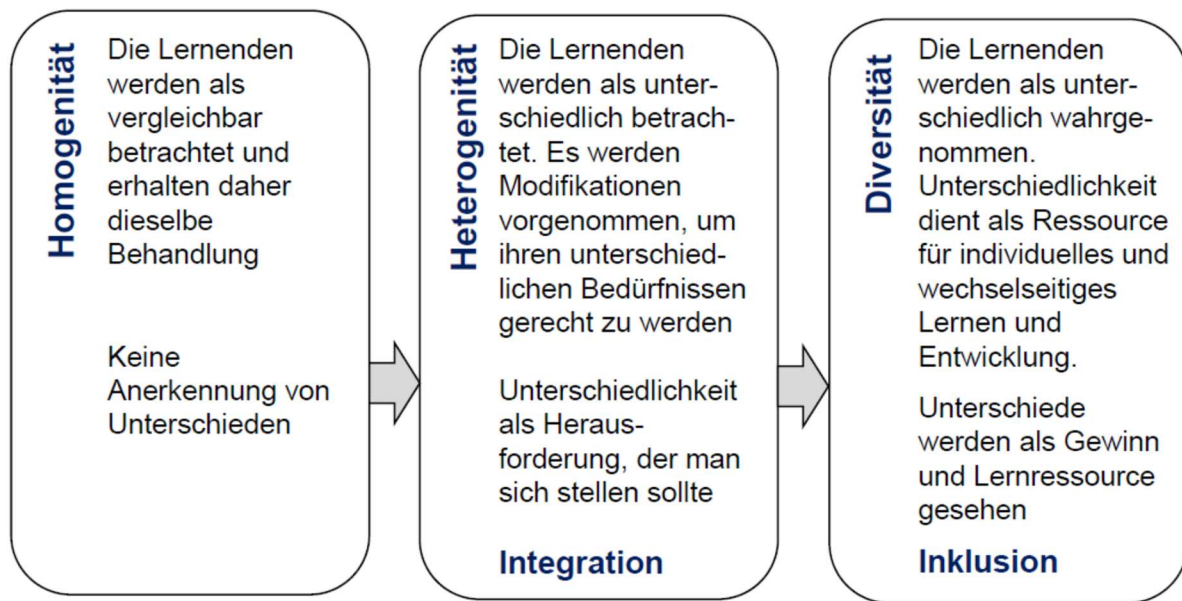 Homogenität
Die Lernenden
werden als
vergleichbar
betrachtet und
erhalten daher
dieselbe
Behandlung
Keine
Anerkennung von
Unterschieden
Heterogenität
Die Lernenden
werden als unter-
schiedlich betrach-
tet. Es werden
Modifikationen
vorgenommen, um
ihren unterschied-
lichen Bedürfnissen
gerecht zu werden
Unterschiedlichkeit
als Heraus-
forderung, der man
sich stellen sollte
Integration
Diversität
Die Lernenden
werden als unter-
schiedlich wahrge-
nommen.
Unterschiedlichkeit
dient als Ressource
für individuelles und
wechselseitiges
Lernen und
Entwicklung.
Unterschiede
werden als Gewinn
und Lernressource
gesehen
Inklusion